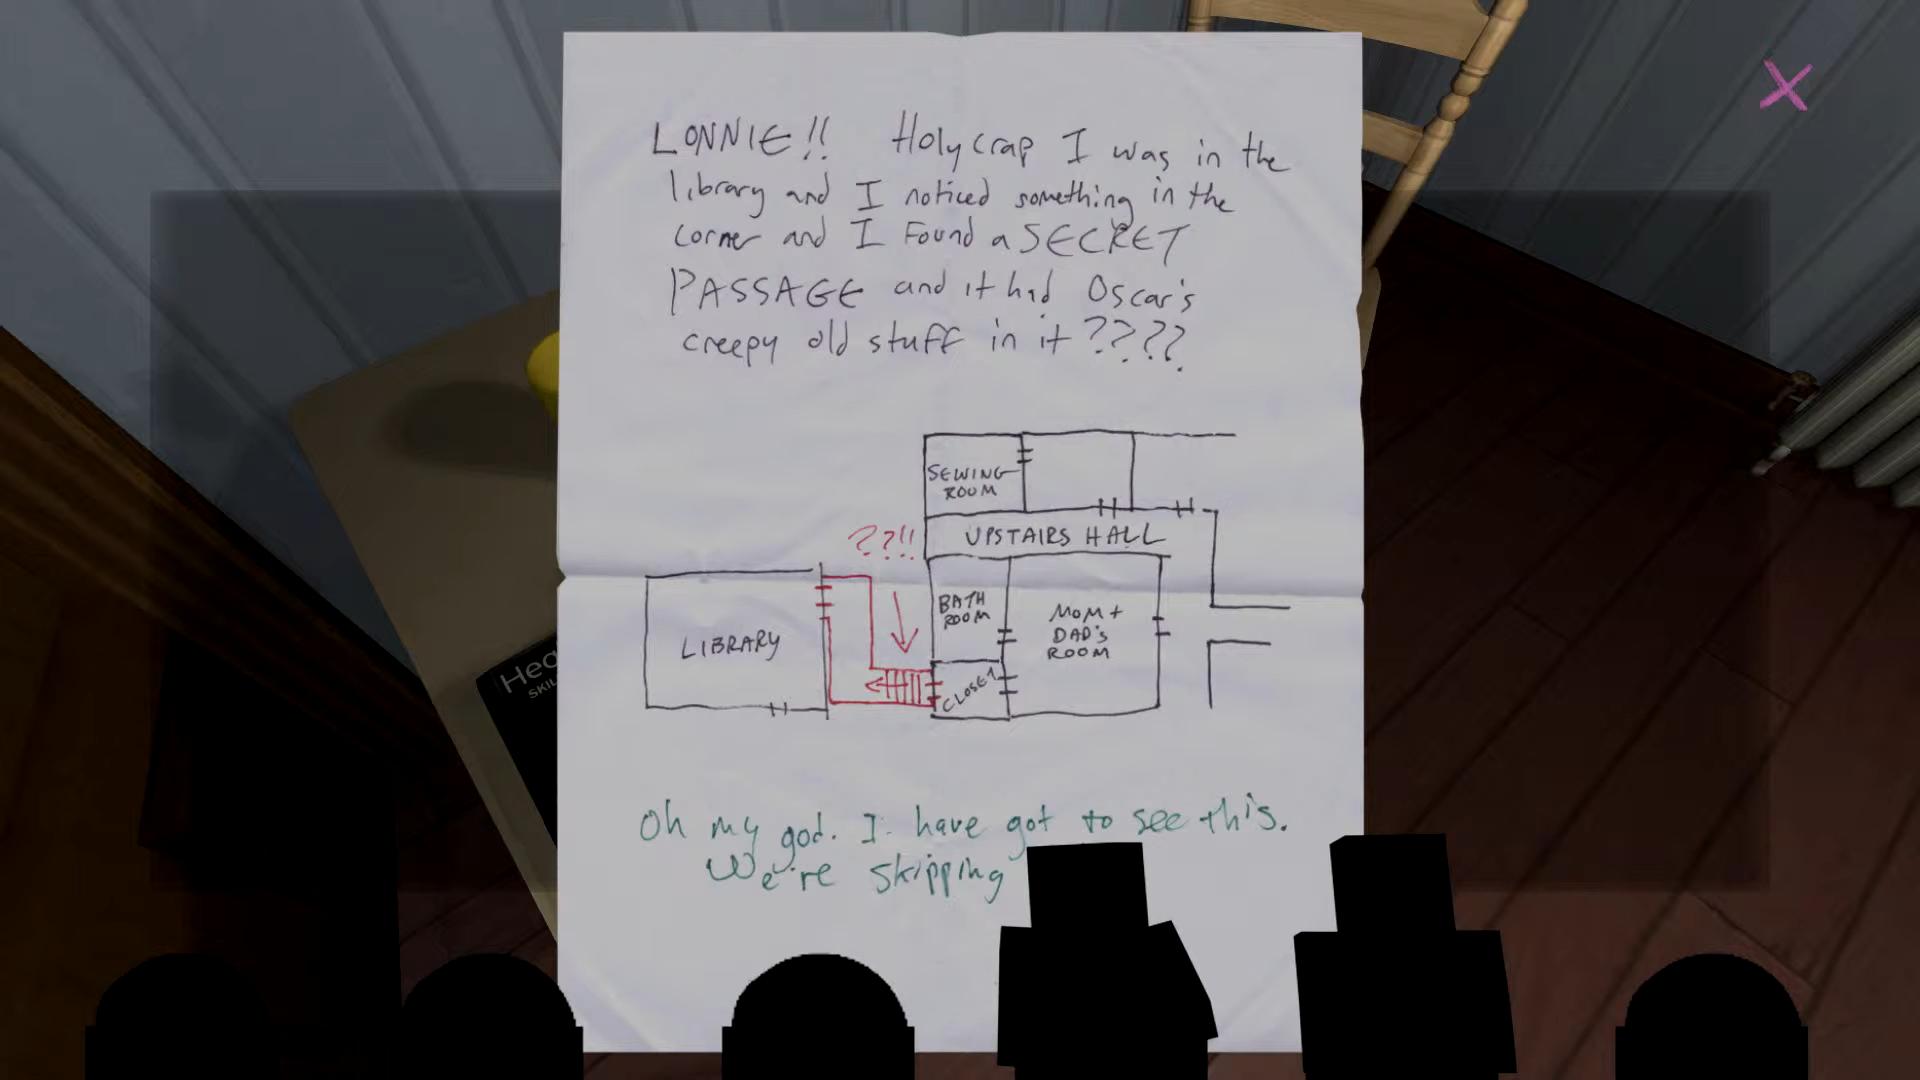 LONNIE!! Holy crap I was in the
library and I noticed something in the
corner and I Found a SECRET
PASSAGE and it had Oscar's
creepy old stuff in it ????
SEWING
ROOM
UPSTAIRS HALL
??!!
BATH
ROOM
MOM +
DAD'S
ROOM
LIBRARY
CLOSET
Oh my god. I have got to see this.
We're skipping